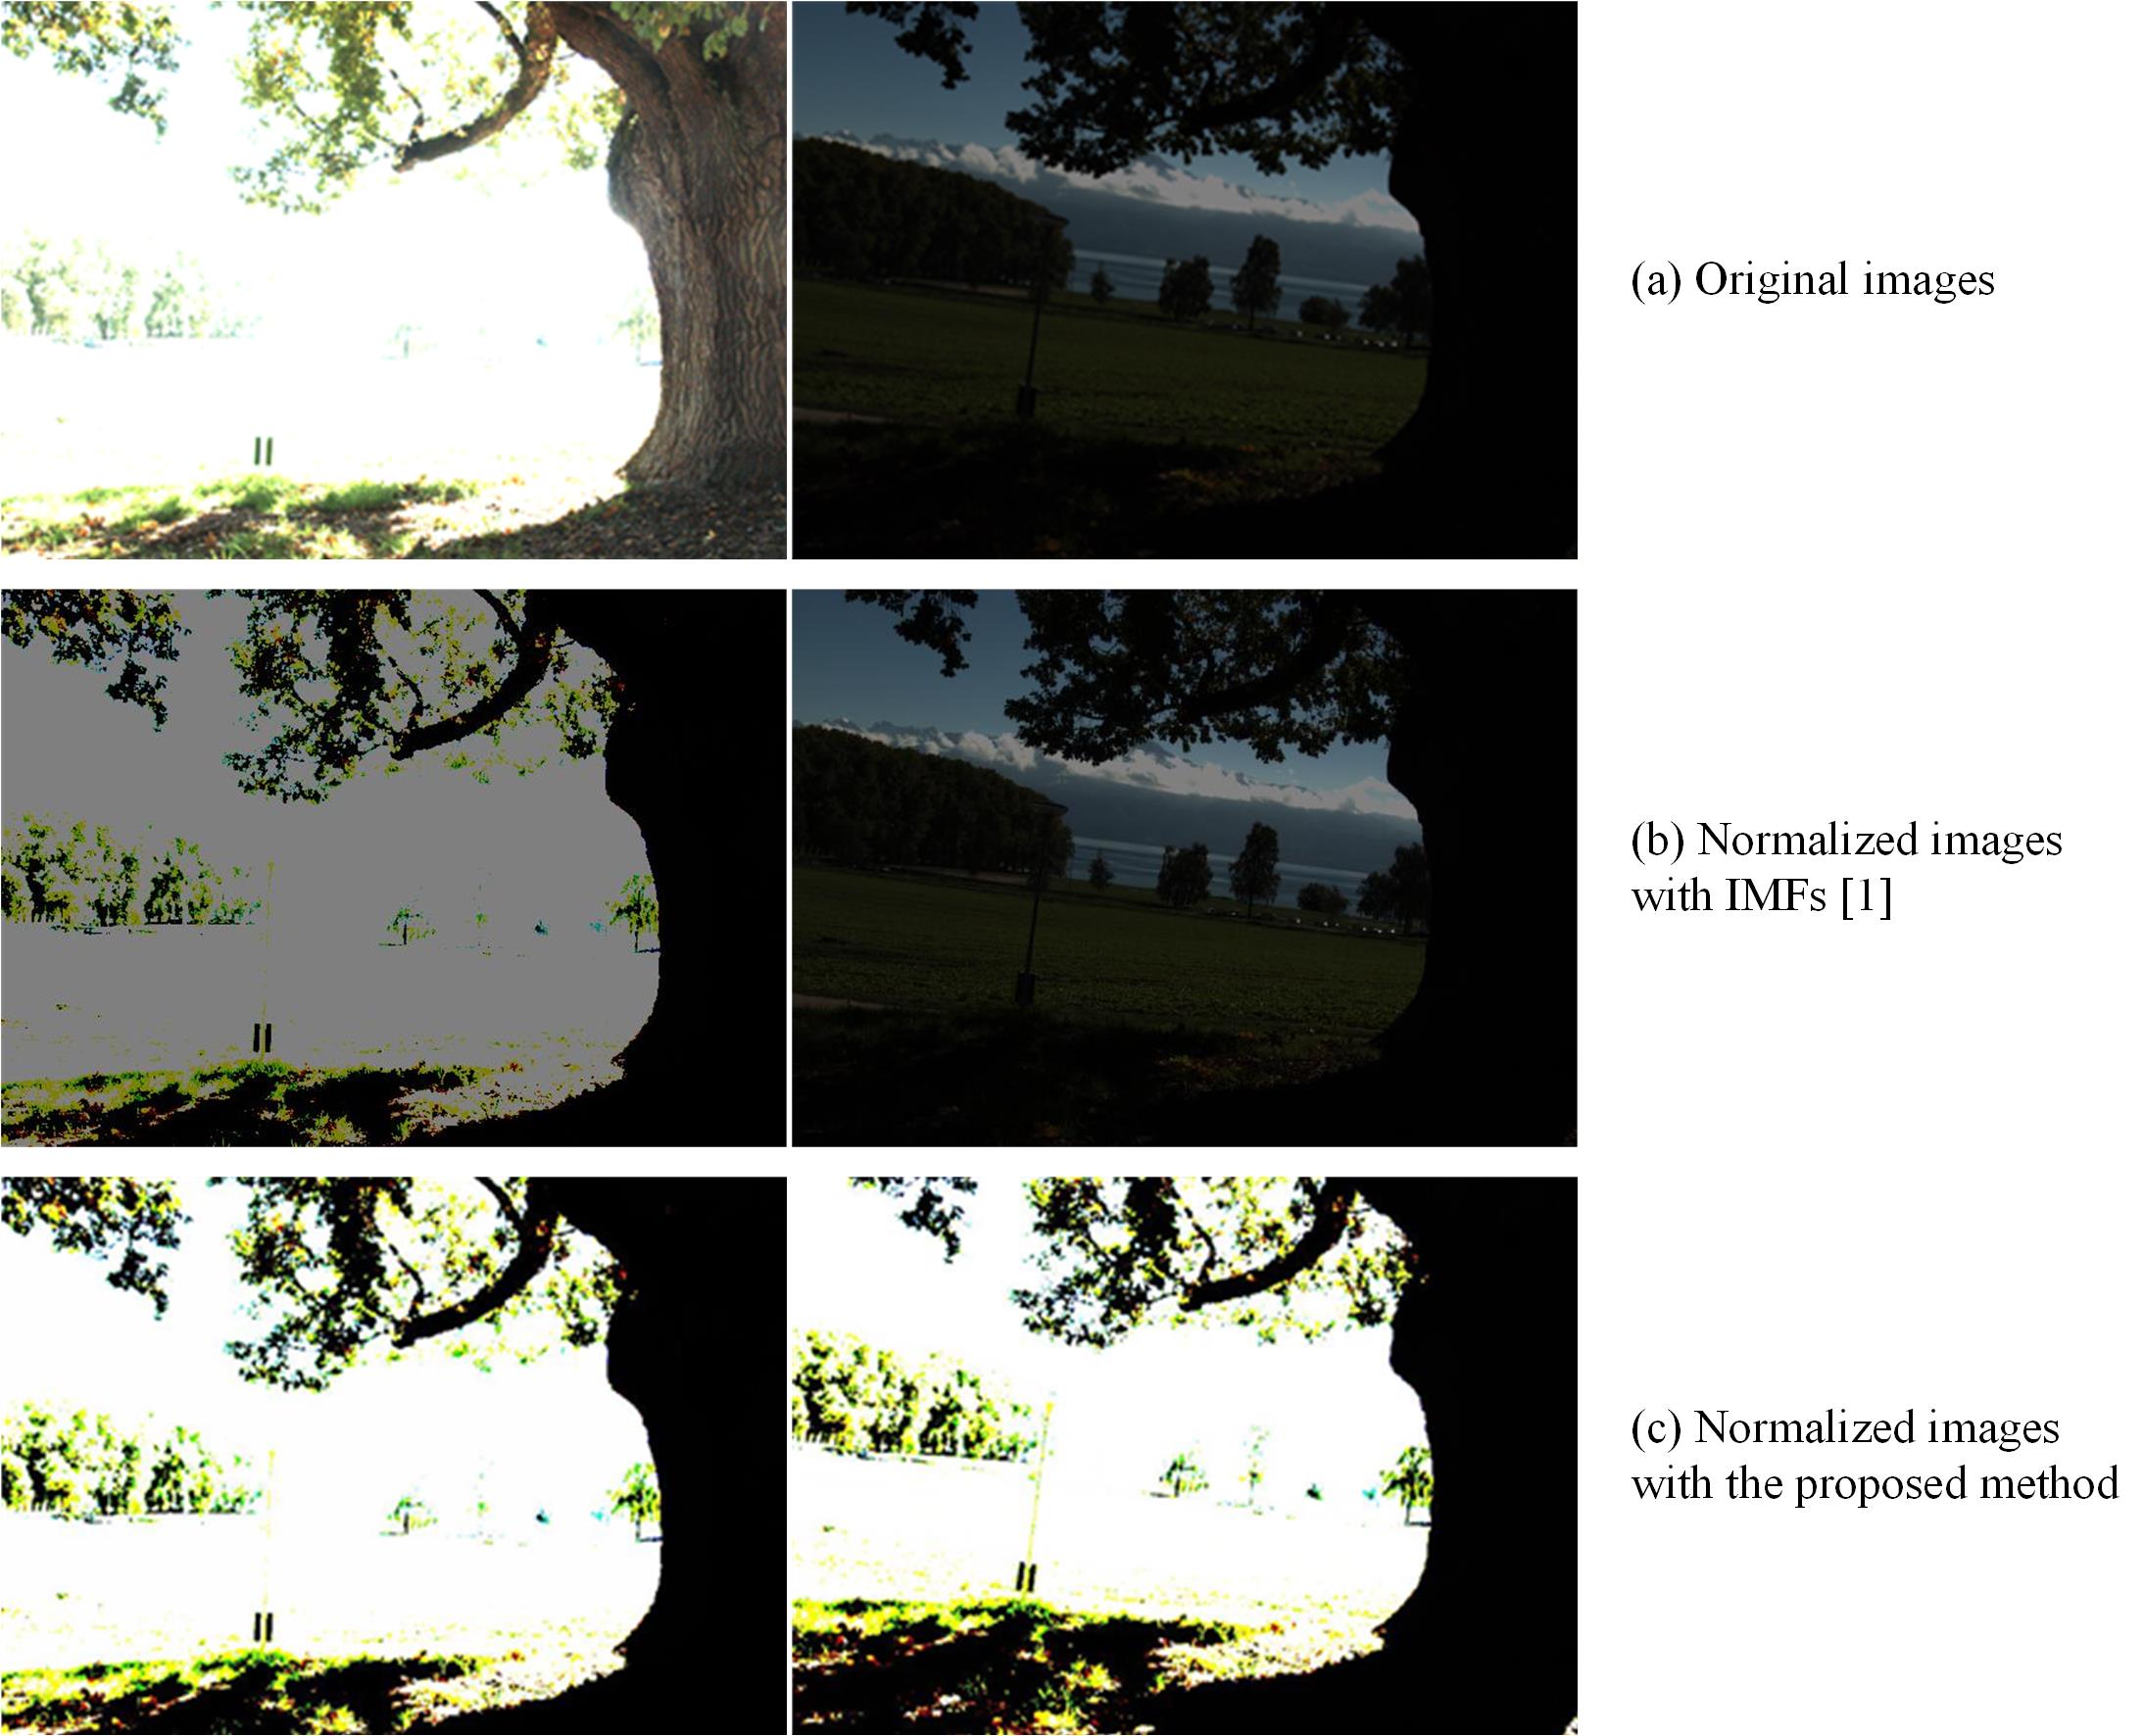 (a) Original images
(b) Normalized images
with IMFs [1]
(c) Normalized images
with the proposed method